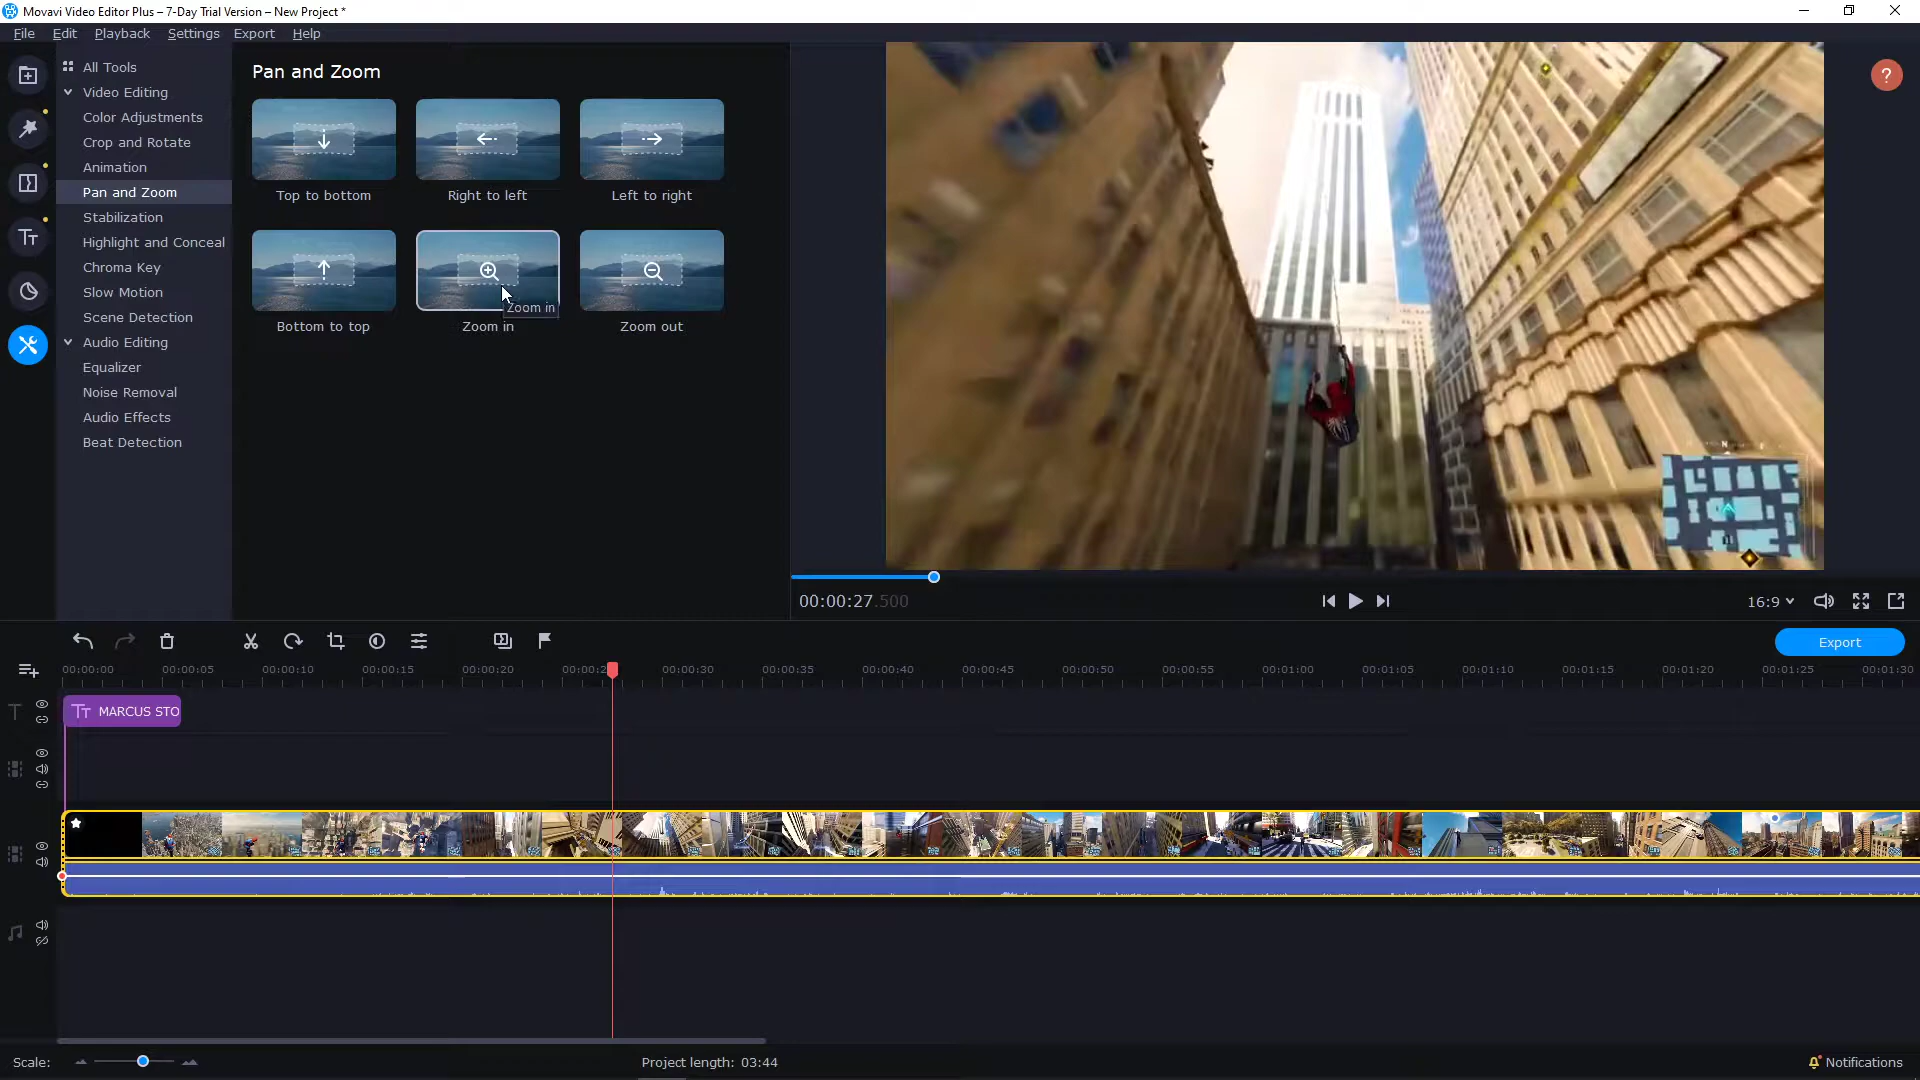 Movavi Video Editor Plus – 7-Day Trial Version – New Project *
File Edit Playback Settings Export Help
All Tools
Video Editing
Color Adjustments
Crop and Rotate
Animation
Pan and Zoom
Stabilization
Highlight and Conceal
Chroma Key
Slow Motion
Scene Detection
Audio Editing
Equalizer
Noise Removal
Audio Effects
Beat Detection
Pan and Zoom
Top to bottom
Right to left
Left to right
Bottom to top
Zoom in
Zoom in
Zoom out
?
N
00:00:27.500
16:9
Export
00:00:00 00:00:05 00:00:10 00:00:15 00:00:20 00:00:2 00:00:30 00:00:35 00:00:40 00:00:45 00:00:50 00:00:55 00:01:00 00:01:05 00:01:10 00:01:15 00:01:20 00:01:25 00:01:30
MARCUS STO
Scale:
Project length: 03:44
Notifications